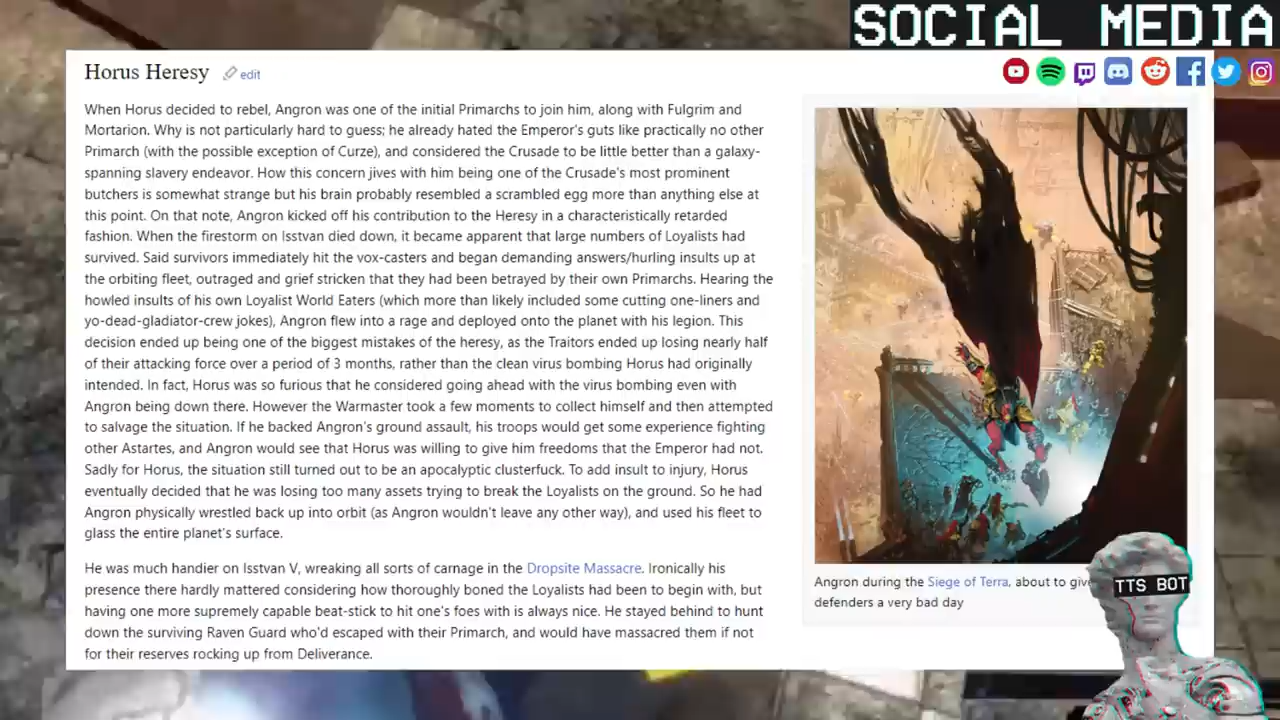 SOCIAL MEDIA
Horus Heresy edit
When Horus decided to rebel, Angron was one of the initial Primarchs to join him, along with Fulgrim and
Mortarion. Why is not particularly hard to guess; he already hated the Emperor's guts like practically no other
Primarch (with the possible exception of Curze), and considered the Crusade to be little better than a galaxy-
spanning slavery endeavor. How this concern jives with him being one of the Crusade's most prominent
butchers is somewhat strange but his brain probably resembled a scrambled egg more than anything else at
this point. On that note, Angron kicked off his contribution to the Heresy in a characteristically retarded
fashion. When the firestorm on Isstvan died down, it became apparent that large numbers of Loyalists had
survived. Said survivors immediately hit the vox-casters and began demanding answers/hurling insults up at
the orbiting fleet, outraged and grief stricken that they had been betrayed by their own Primarchs. Hearing the
howled insults of his own Loyalist World Eaters (which more than likely included some cutting one-liners and
yo-dead-gladiator-crew jokes), Angron flew into a rage and deployed onto the planet with his legion. This
decision ended up being one of the biggest mistakes of the heresy, as the Traitors ended up losing nearly half
of their attacking force over a period of 3 months, rather than the clean virus bombing Horus had originally
intended. In fact, Horus was so furious that he considered going ahead with the virus bombing even with
Angron being down there. However the Warmaster took a few moments to collect himself and then attempted
to salvage the situation. If he backed Angron's ground assault, his troops would get some experience fighting
other Astartes, and Angron would see that Horus was willing to give him freedoms that the Emperor had not.
Sadly for Horus, the situation still turned out to be an apocalyptic clusterfuck. To add insult to injury, Horus
eventually decided that he was losing too many assets trying to break the Loyalists on the ground. So he had
Angron physically wrestled back up into orbit (as Angron wouldn't leave any other way), and used his fleet to
glass the entire planet's surface.
He was much handier on Isstvan V, wreaking all sorts of carnage in the Dropsite Massacre. Ironically his
presence there hardly mattered considering how thoroughly boned the Loyalists had been to begin with, but
having one more supremely capable beat-stick to hit one's foes with is always nice. He stayed behind to hunt
down the surviving Raven Guard who'd escaped with their Primarch, and would have massacred them if not
for their reserves rocking up from Deliverance.
Angron during the Siege of Terra, about to give
defenders a very bad day
TTS BOT